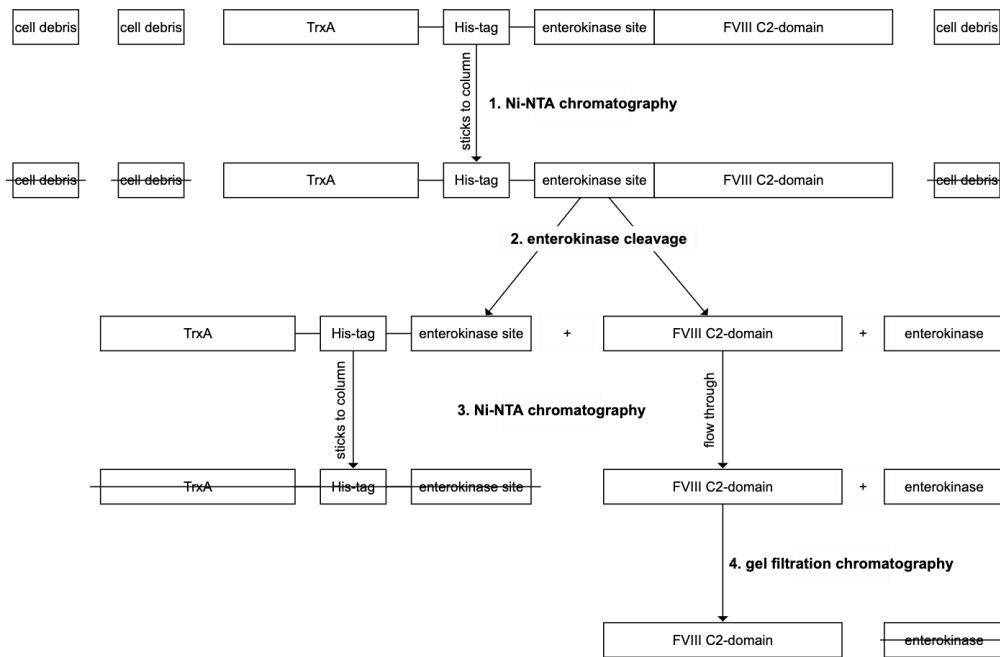 cell debris
cell debris
TrxA
His-tag
enterokinase site
FVIII C2-domain
cell debris
sticks to column
1. Ni-NTA chromatography
cell debris
cell debris
TrxA
His-tag
enterokinase site
FVIII C2-domain
cell debris
2. enterokinase cleavage
TrxA
His-tag
enterokinase site
+
FVIII C2-domain
+
enterokinase
sticks to column
3. Ni-NTA chromatography
flow through
TrxA
His-tag
enterokinase site
FVIII C2-domain
+
enterokinase
4. gel filtration chromatography
FVIII C2-domain
enterokinase